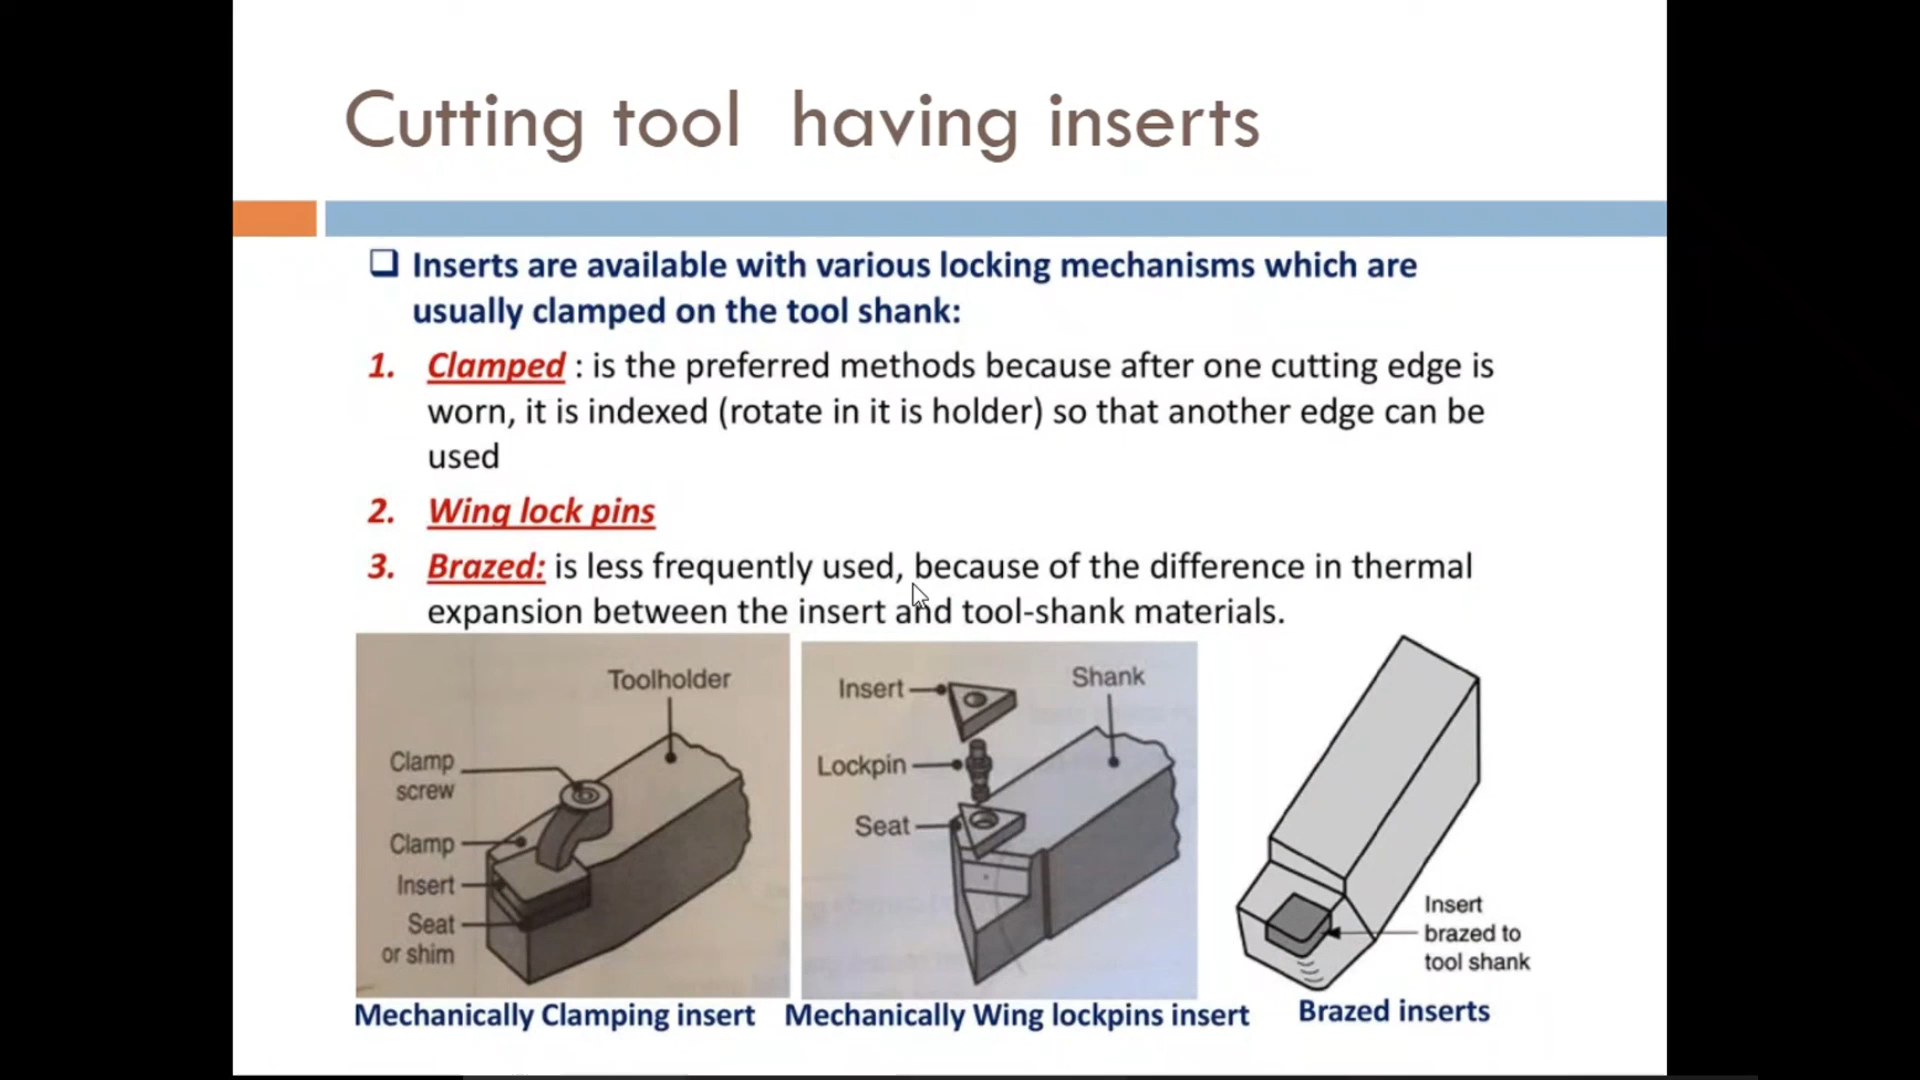 Cutting tool having inserts
Inserts are available with various locking mechanisms which are
usually clamped on the tool shank:
1. Clamped : is the preferred methods because after one cutting edge is
worn, it is indexed (rotate in it is holder) so that another edge can be
used
2. Wing lock pins
3. Brazed: is less frequently used, because of the difference in thermal
expansion between the insert and tool-shank materials.
Toolholder
Clamp
screw
Clamp
Insert
Seat
or shim
Mechanically Clamping insert
Insert
Shank
Lockpin
Seat
Mechanically Wing lockpins insert
Insert
brazed to
tool shank
Brazed inserts